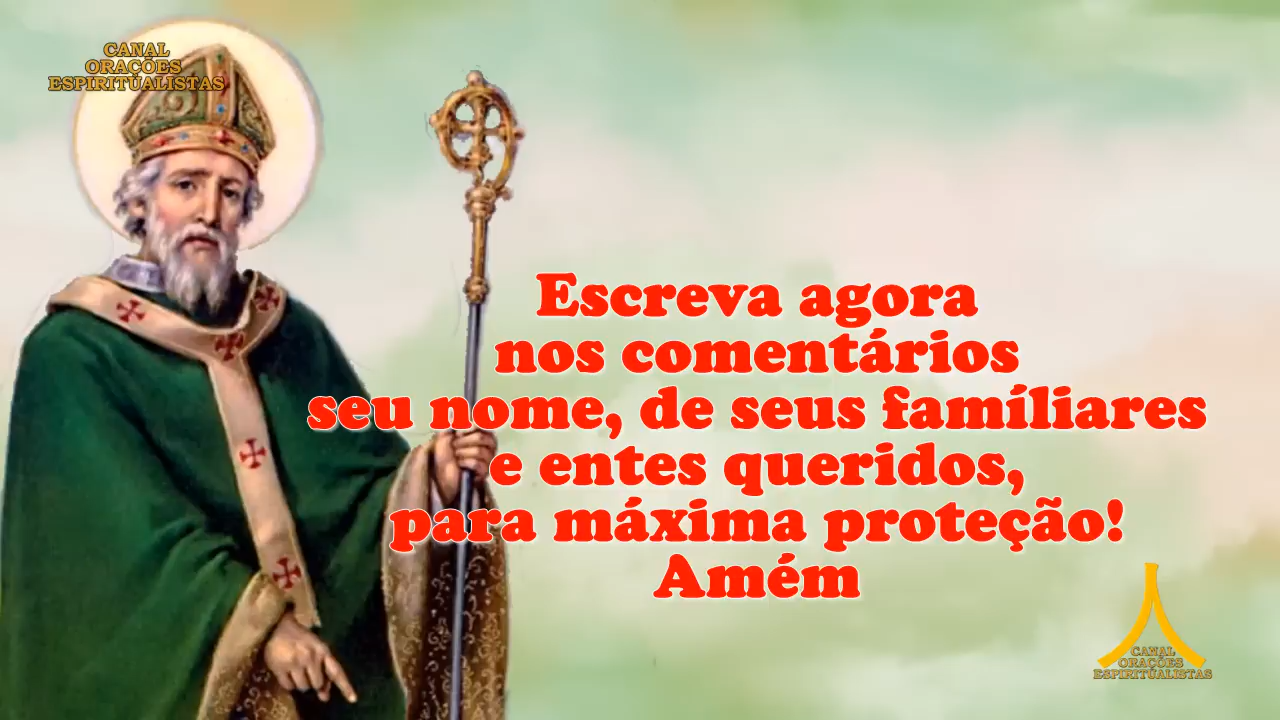 CANAL
ORAÇÕES
ESPIRITUALISTAS
Escreva agora
nos comentários
seu nome, de seus famíliares
e entes queridos,
para máxima proteção!
Amém
CANAL
ORAÇÕES
ESPIRITUALISTAS